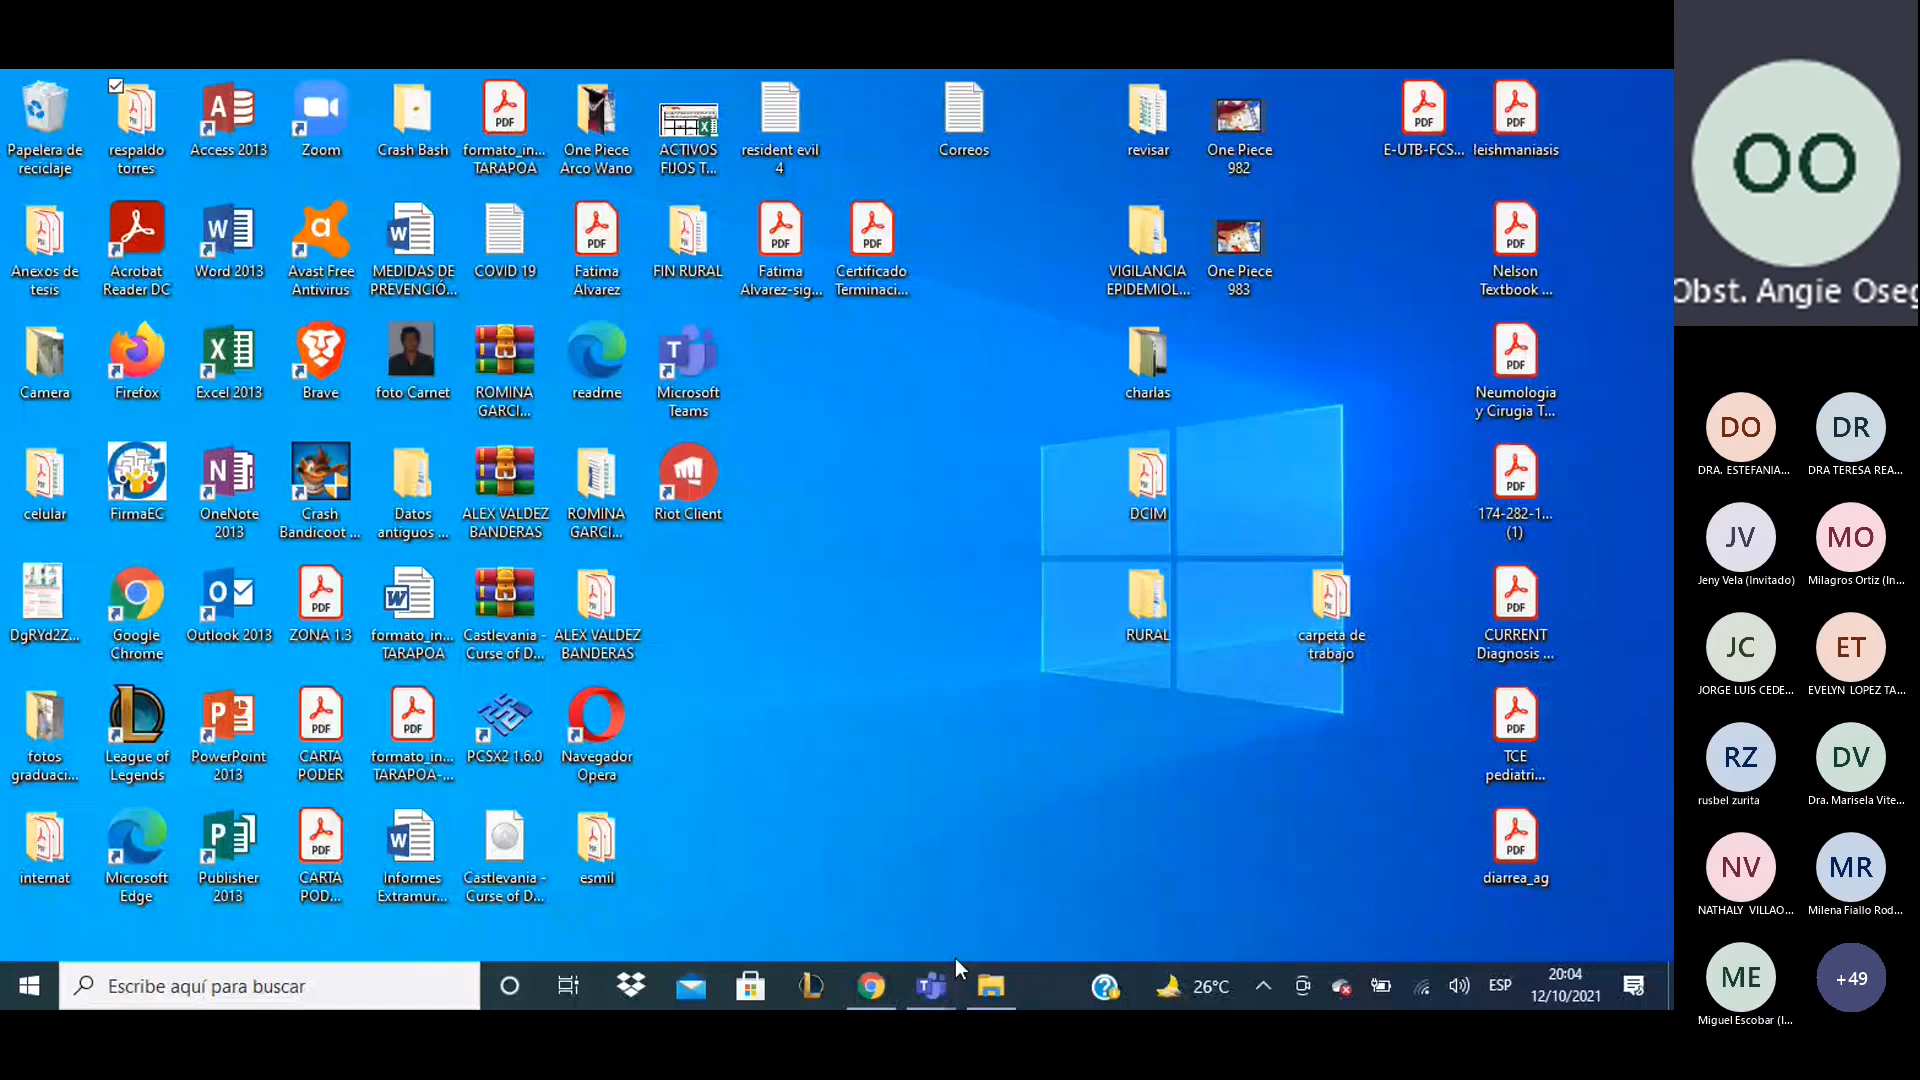 Papelera de
reciclaje
respaldo
torres
Access 2013
Zoom
Crash Bash
formato_in...
TARAPOA
One Piece
Arco Wano
ACTIVOS
FIJOS T...
resident evil
4
Correos
revisar
One Piece
982
E-UTB-FCS...
leishmaniasis
Anexos de
tesis
Acrobat
Reader DC
Word 2013
Avast Free
Antivirus
MEDIDAS DE
PREVENCIÓ...
COVID 19
Fatima
Alvarez
FIN RURAL
Fatima
Alvarez-sig...
Certificado
Terminaci...
VIGILANCIA
EPIDEMIOL...
One Piece
983
Nelson
Textbook ...
Camera
Firefox
Excel 2013
Brave
foto Carnet
ROMINA
GARCI...
readme
Microsoft
Teams
charlas
Neumologia
y Cirugia T...
celular
FirmaEC
OneNote
2013
Crash
Bandicoot ...
Datos
antiguos ...
ALEX VALDEZ
BANDERAS
ROMINA
GARCI...
Riot Client
DCIM
174-282-1...
(1)
DgRYd2Z...
Google
Chrome
Outlook 2013
ZONA 1.3
formato_in...
TARAPOA
Castlevania -
Curse of D...
ALEX VALDEZ
BANDERAS
RURAL
carpeta de
trabajo
CURRENT
Diagnosis ...
fotos
graduaci...
League of
Legends
PowerPoint
2013
CARTA
PODER
formato_in...
TARAPOA-...
PCSX2 1.6.0
Navegador
Opera
TCE
pediatri...
internat
Microsoft
Edge
Publisher
2013
CARTA
POD...
Informes
Extramur...
Castlevania -
Curse of D...
esmil
diarrea_ag
Escribe aquí para buscar
26°C
ESP
20:04
12/10/2021
OO
Obst. Angie Oseg
DO
DR
DRA. ESTEFANIA...
DRA TERESA REA...
JV
MO
Jeny Vela (Invitado)
Milagros Ortiz (In...
JC
ET
JORGE LUIS CEDE...
EVELYN LOPEZ TA...
RZ
DV
rusbel zurita
Dra. Marisela Vite...
NV
MR
NATHALY VILLAO...
Milena Fiallo Rod...
ME
+49
Miguel Escobar (I...